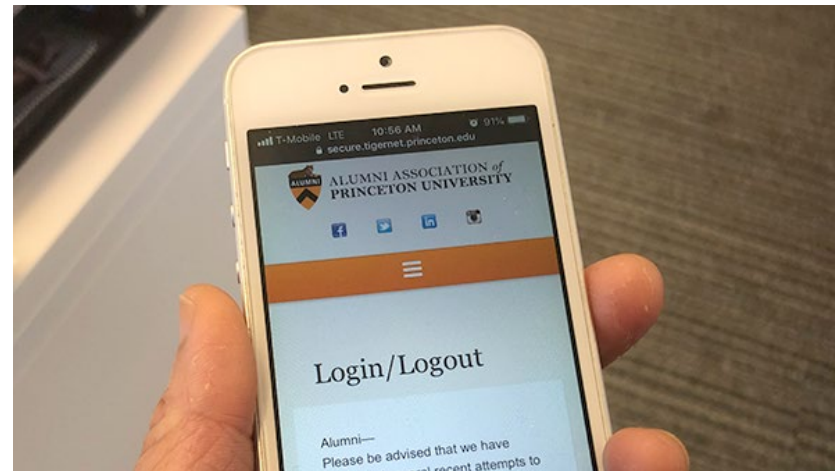 T-Mobile LTE 10:56 AM 91%
secure.tigernet.princeton.edu
ALUMNI
ALUMNI ASSOCIATION of
PRINCETON UNIVERSITY
Login/Logout
Alumni—
Please be advised that we have
recent attempts to